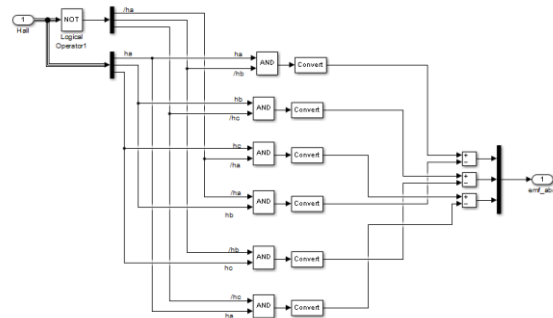 1
Hall
NOT
Logical
Operator1
/ha
ha
ha
/hb
AND
Convert
hb
/hc
AND
Convert
hc
/ha
AND
Convert
/ha
hb
AND
Convert
/hb
hc
AND
Convert
/hc
ha
AND
Convert
+
−
+
−
+
−
1
emf_abc